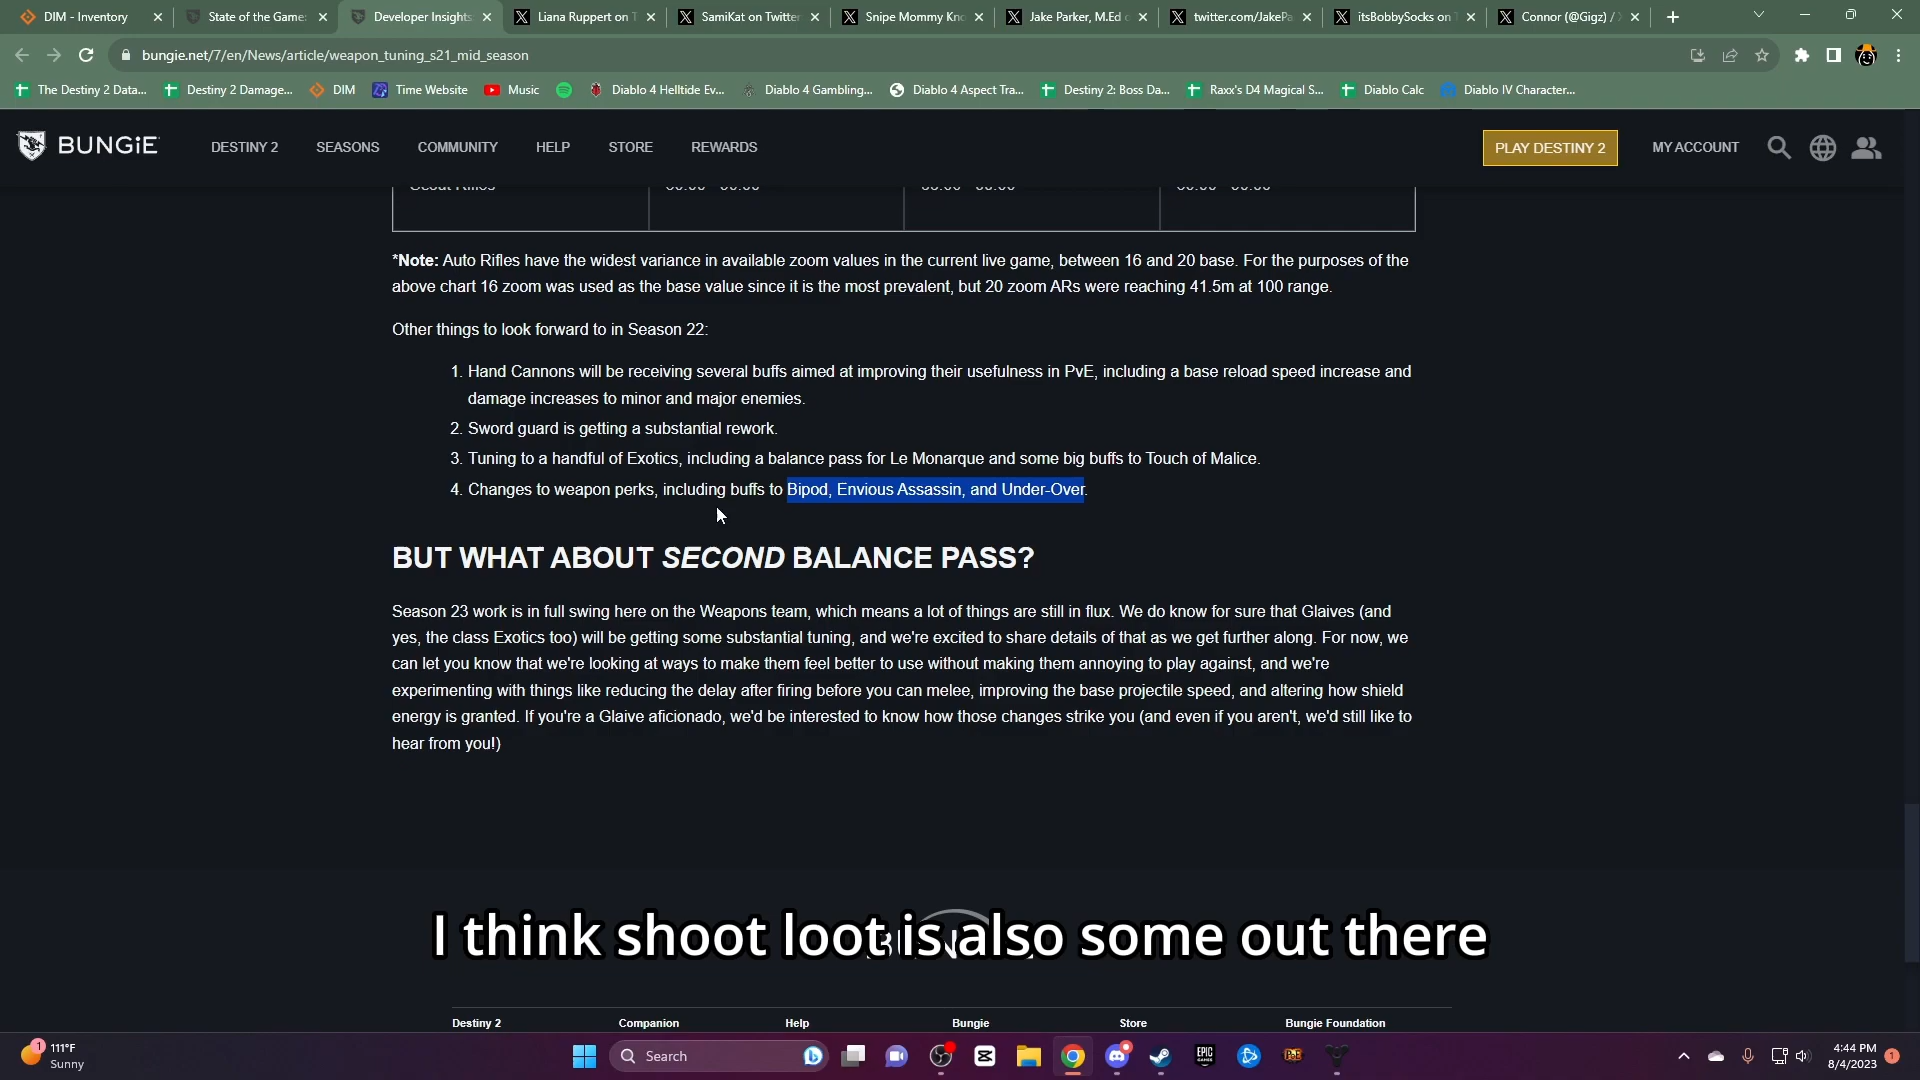 DIM - Inventory
State of the Game:
Developer Insights
Liana Ruppert on T
SamiKat on Twitter
Snipe Mommy Kn
Jake Parker, M.Ed
twitter.com/JakePa
itsBobbySocks on T
Connor (@Gigz) / X
bungie.net/7/en/News/article/weapon_tuning_s21_mid_season
The Destiny 2 Data...
Destiny 2 Damage...
DIM
Time Website
Music
Diablo 4 Helltide Ev...
Diablo 4 Gambling...
Diablo 4 Aspect Tra...
Destiny 2: Boss Da...
Raxx's D4 Magical S...
Diablo Calc
Diablo IV Character...
BUNGiE
DESTINY 2
SEASONS
COMMUNITY
HELP
STORE
REWARDS
PLAY DESTINY 2
MY ACCOUNT
Scout Rifles
*Note: Auto Rifles have the widest variance in available zoom values in the current live game, between 16 and 20 base. For the purposes of the
above chart 16 zoom was used as the base value since it is the most prevalent, but 20 zoom ARs were reaching 41.5m at 100 range.
Other things to look forward to in Season 22:
1. Hand Cannons will be receiving several buffs aimed at improving their usefulness in PvE, including a base reload speed increase and
damage increases to minor and major enemies.
2. Sword guard is getting a substantial rework.
3. Tuning to a handful of Exotics, including a balance pass for Le Monarque and some big buffs to Touch of Malice.
4. Changes to weapon perks, including buffs to Bipod, Envious Assassin, and Under-Over.
BUT WHAT ABOUT SECOND BALANCE PASS?
Season 23 work is in full swing here on the Weapons team, which means a lot of things are still in flux. We do know for sure that Glaives (and
yes, the class Exotics too) will be getting some substantial tuning, and we're excited to share details of that as we get further along. For now, we
can let you know that we're looking at ways to make them feel better to use without making them annoying to play against, and we're
experimenting with things like reducing the delay after firing before you can melee, improving the base projectile speed, and altering how shield
energy is granted. If you're a Glaive aficionado, we'd be interested to know how those changes strike you (and even if you aren't, we'd still like to
hear from you!)
I think shoot loot is also some out there
Destiny 2
Companion
Help
Bungie
Store
Bungie Foundation
1
111°F
Sunny
Search
EPIC
GAMES
4:44 PM
8/4/2023
1